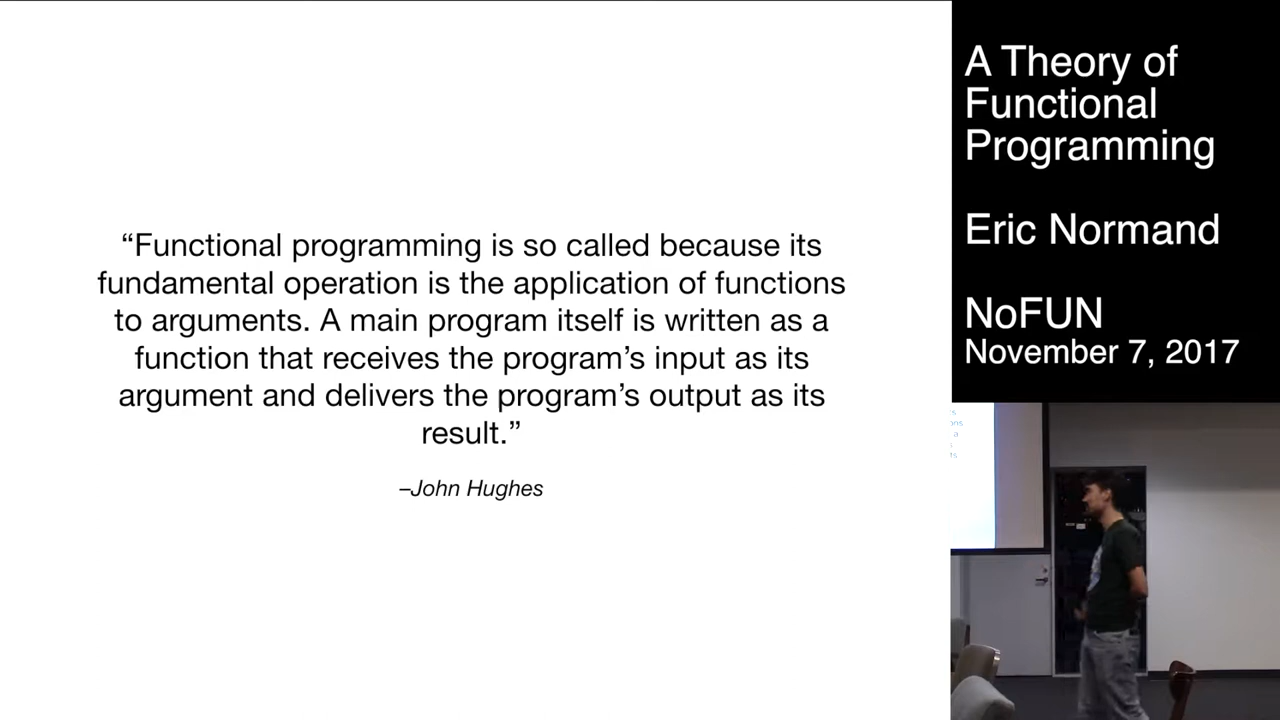 “Functional programming is so called because its
fundamental operation is the application of functions
to arguments. A main program itself is written as a
function that receives the program’s input as its
argument and delivers the program’s output as its
result.”
–John Hughes
A Theory of
Functional
Programming
Eric Normand
NoFUN
November 7, 2017